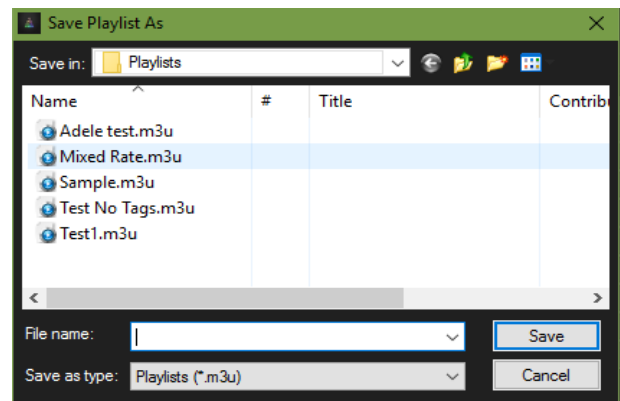 Save Playlist As
Save in: Playlists
Name # Title Contribu
Adele test.m3u
Mixed Rate.m3u
Sample.m3u
Test No Tags.m3u
Test1.m3u
File name: Save
Save as type: Playlists (*.m3u) Cancel